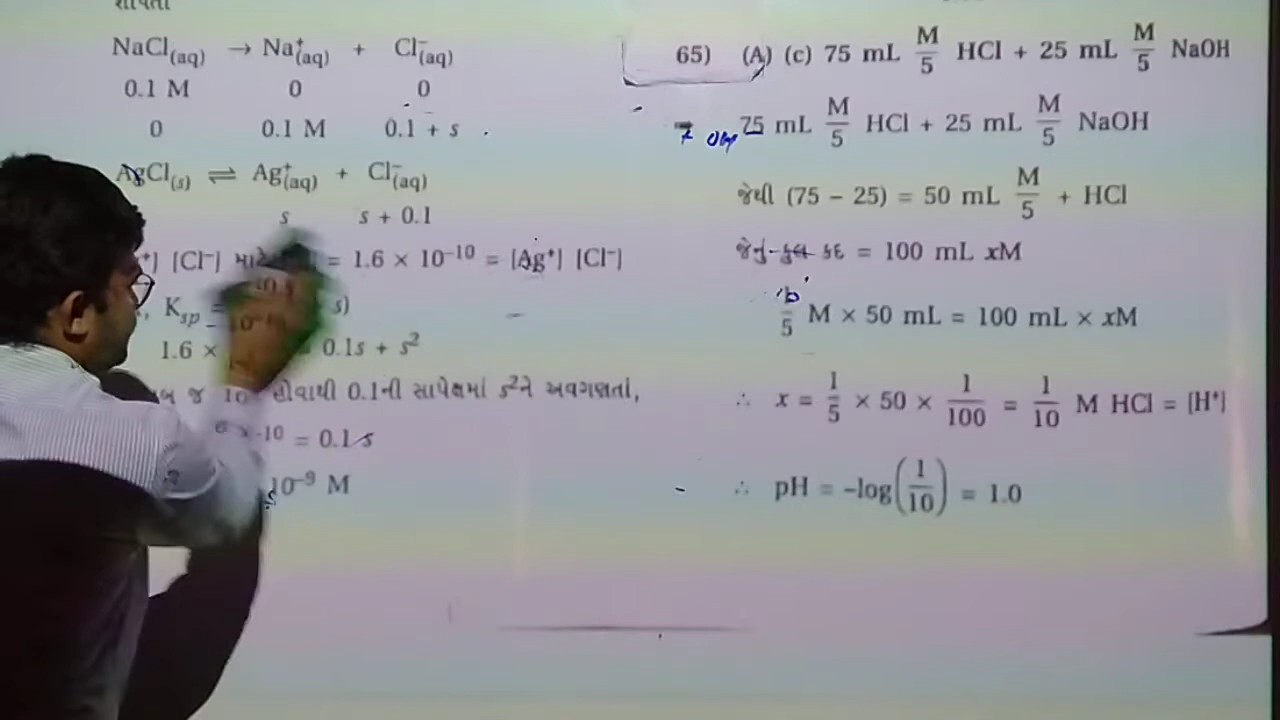 NaCl(aq) → Na⁺(aq) + Cl⁻(aq)
0.1 M 0 0
0 0.1 M 0.1 + s
AgCl(s) ⇌ Ag⁺(aq) + Cl⁻(aq)
s s + 0.1
⁺] [Cl⁻] = 1.6 × 10⁻¹⁰ = [Ag⁺] [Cl⁻]
, Ksp = s)
1.6 × 0.1s + s²
જ હોવાથી 0.1ની સાપેક્ષમાં s²ને અવગણતાં,
-10 = 0.1s
10⁻⁹ M
65) (A) (c) 75 mL M/5 HCl + 25 mL M/5 NaOH
75 mL M/5 HCl + 25 mL M/5 NaOH
જેથી (75 – 25) = 50 mL M/5 + HCl
જેનું કુલ કદ = 100 mL xM
/5 M × 50 mL = 100 mL × xM
∴ x = 1/5 × 50 × 1/100 = 1/10 M HCl = [H⁺]
∴ pH = –log(1/10) = 1.0